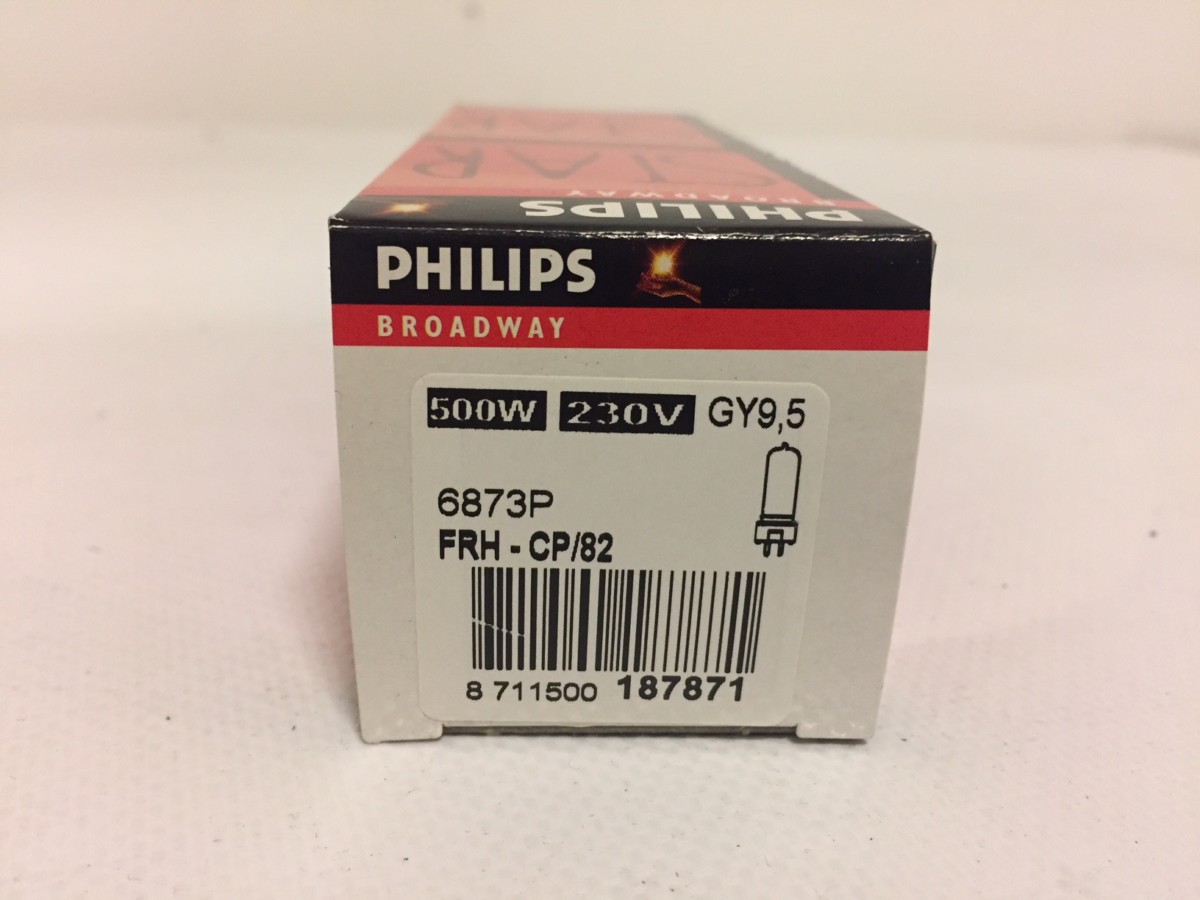 BROADWAY
PHILIPS
PHILIPS
BROADWAY
500W 230V GY9,5
6873P
FRH - CP/82
8 711500 187871